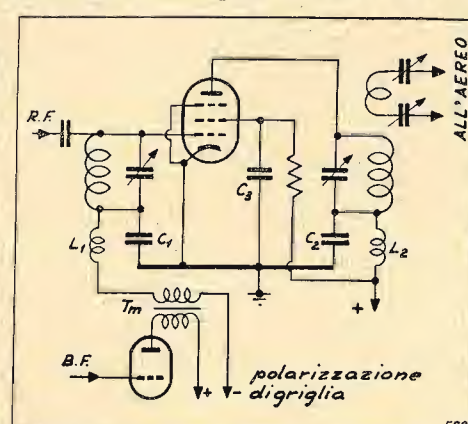 ALL'AEREO
R.F.
C₃
L₁
C₁
C₂
L₂
+
Tm
B.F.
+ -
polarizzazione
di griglia